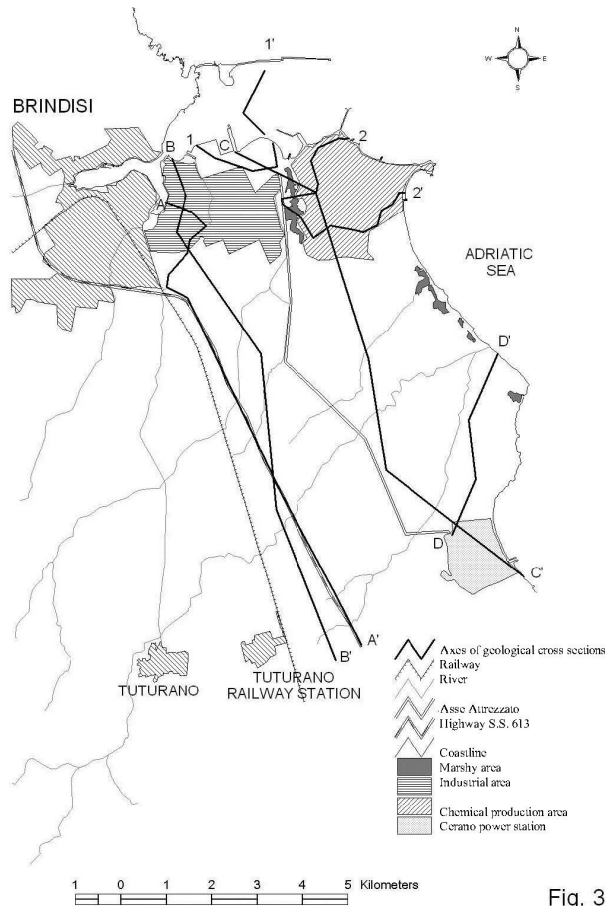 1'
N
W E
S
BRINDISI
B 1 C 2
A 2'
ADRIATIC
SEA
D'
D
C'
A'
B'
TUTURANO
TUTURANO
RAILWAY STATION
Axes of geological cross sections
Railway
River
Asse Attrezzato
Highway S.S. 613
Coastline
Marshy area
Industrial area
Chemical production area
Cerano power station
1 0 1 2 3 4 5 Kilometers
Fig. 3